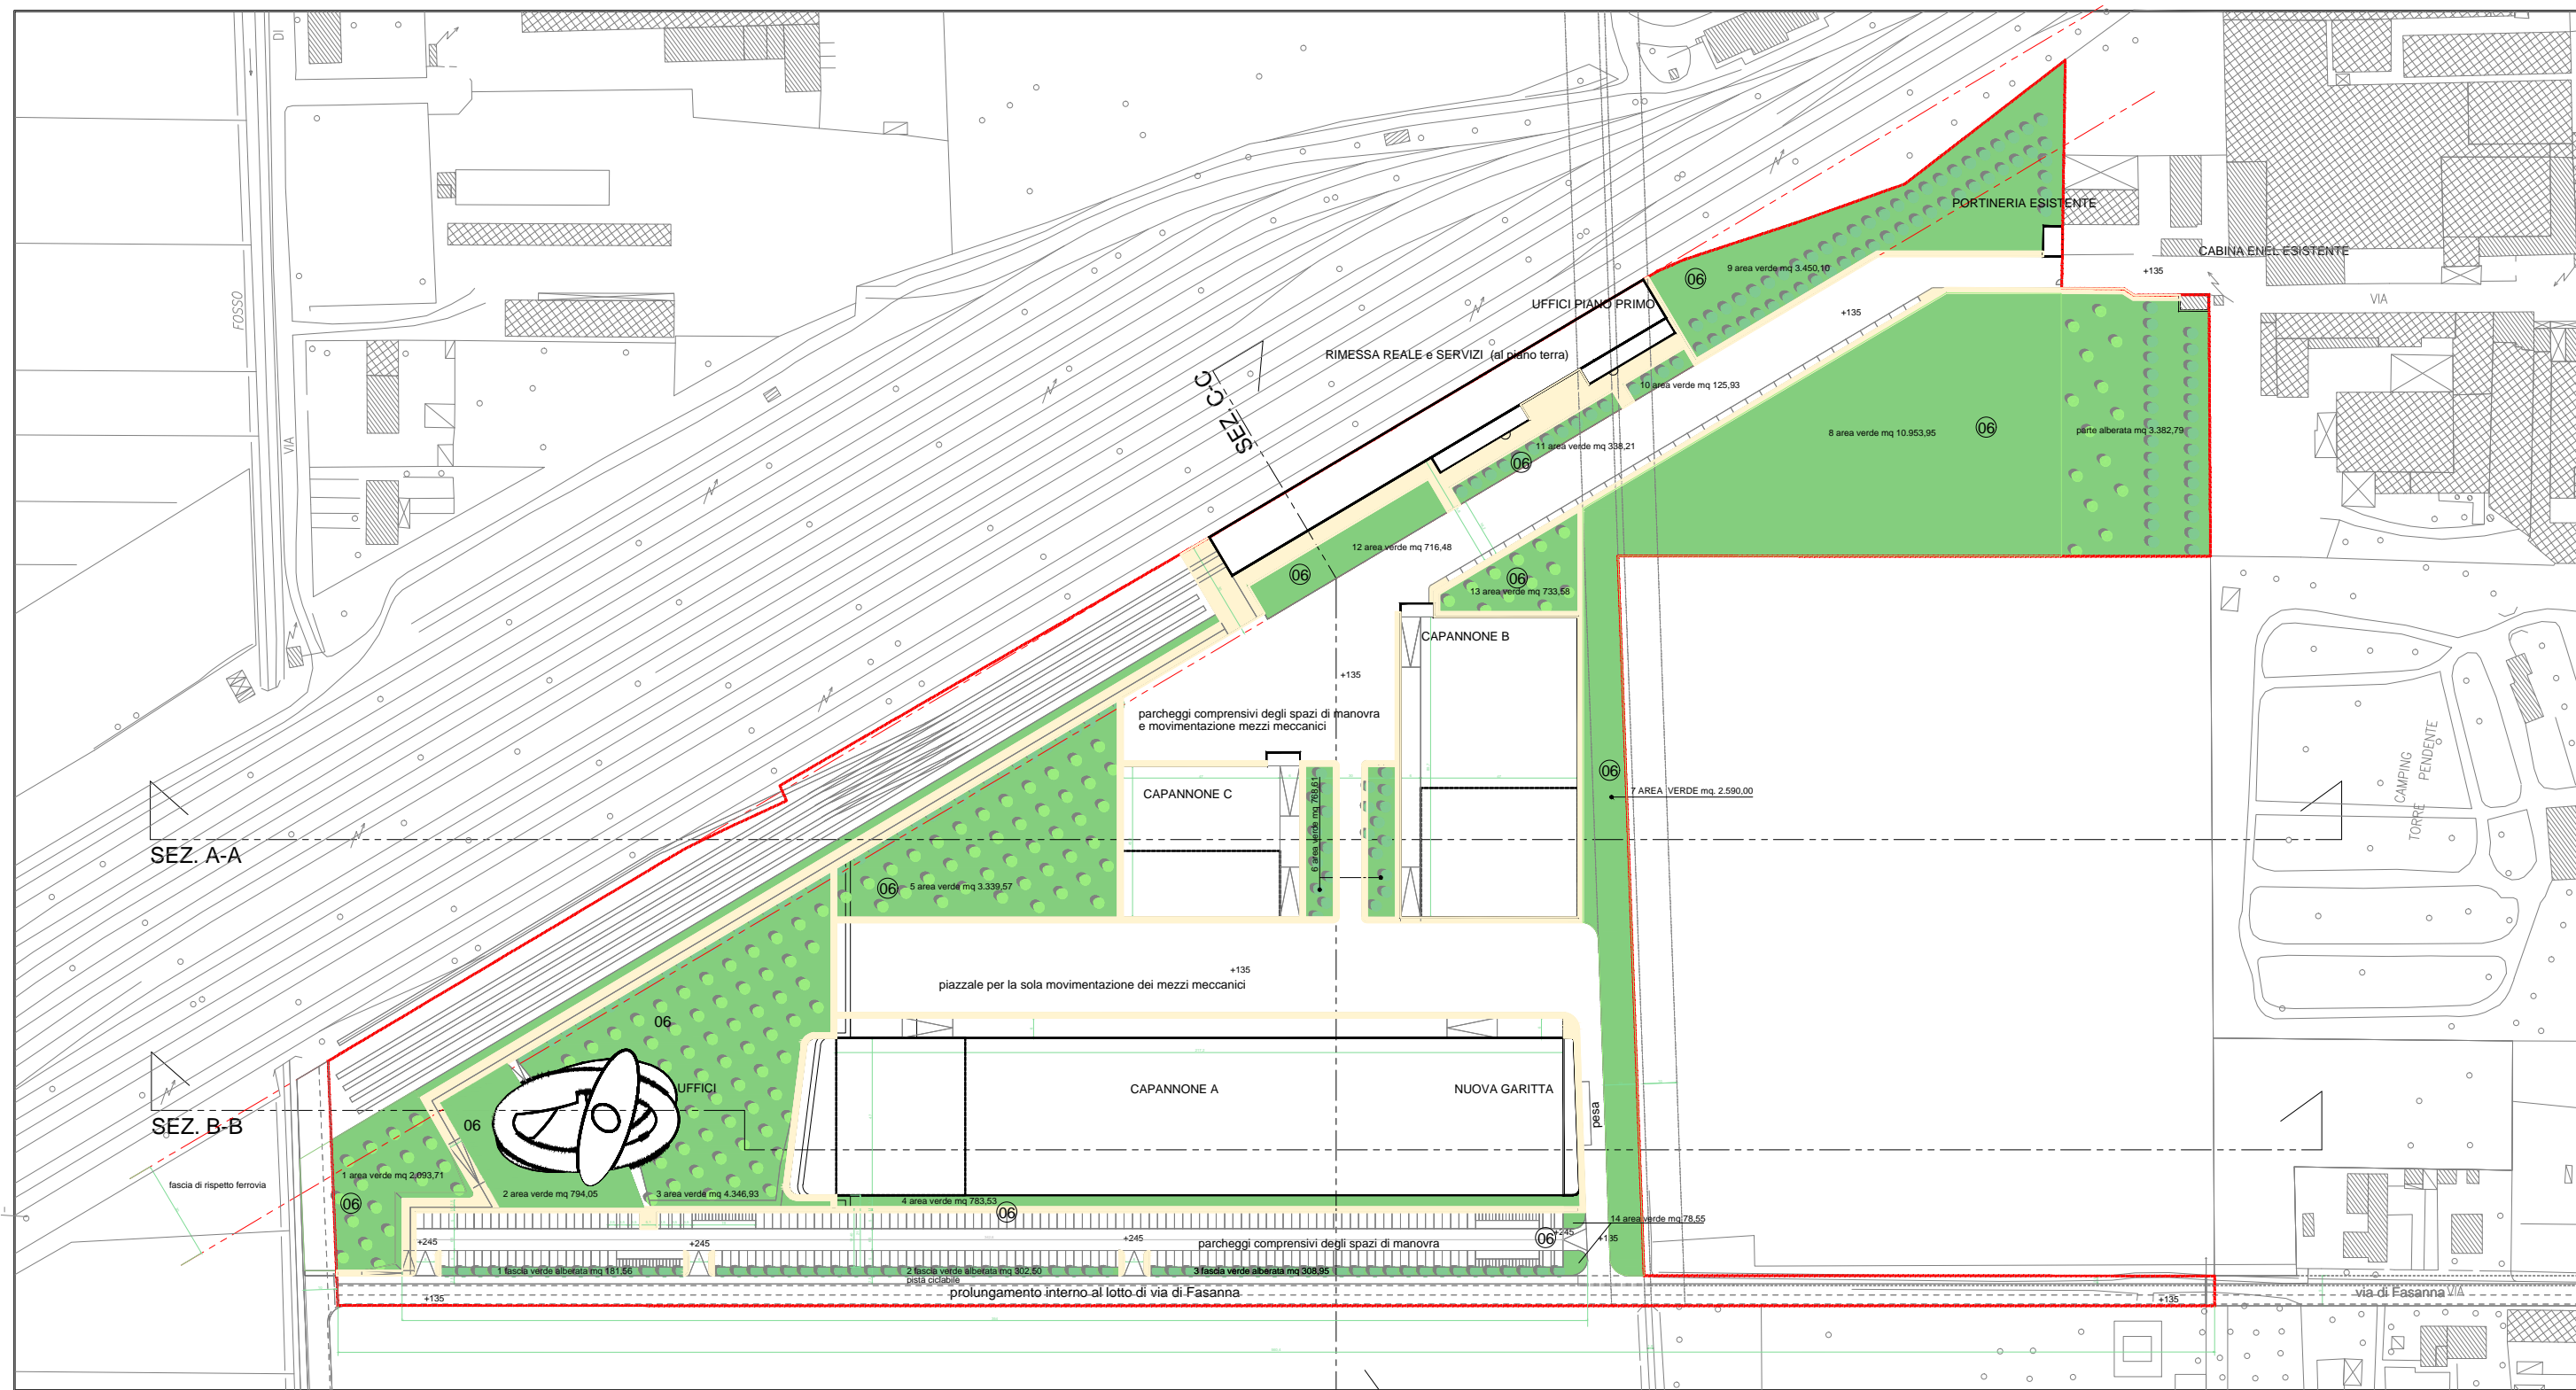 DI
FOSSO
VIA
PORTINERIA ESISTENTE
CABINA ENEL ESISTENTE
+135
VIA
06
9 area verde mq 3.450,10
UFFICI PIANO PRIMO
+135
RIMESSA REALE e SERVIZI (al piano terra)
SEZ. C-C
10 area verde mq 125,93
06
8 area verde mq 10.953,95
parte alberata mq 3.382,79
11 area verde mq 338,21
06
12 area verde mq 716,48
06
06
13 area verde mq 733,58
CAPANNONE B
+135
parcheggi comprensivi degli spazi di manovra
e movimentazione mezzi meccanici
CAMPING
TORRE PENDENTE
06
7 AREA VERDE mq. 2.590,00
CAPANNONE C
6 area verde mq 768,61
SEZ. A-A
06
5 area verde mq 3.339,57
+135
piazzale per la sola movimentazione dei mezzi meccanici
06
UFFICI
CAPANNONE A
NUOVA GARITTA
pesa
SEZ. B-B
06
1 area verde mq 2.093,71
fascia di rispetto ferrovia
06
2 area verde mq 794,05
3 area verde mq 4.346,93
4 area verde mq 783,53
06
14 area verde mq 78,55
06
+245
+135
+245
+245
+245
parcheggi comprensivi degli spazi di manovra
1 fascia verde alberata mq 181,56
2 fascia verde alberata mq 302,50
pista ciclabile
3 fascia verde alberata mq 308,95
+135
prolungamento interno al lotto di via di Fasanna
+135
via di Fasanna
VIA